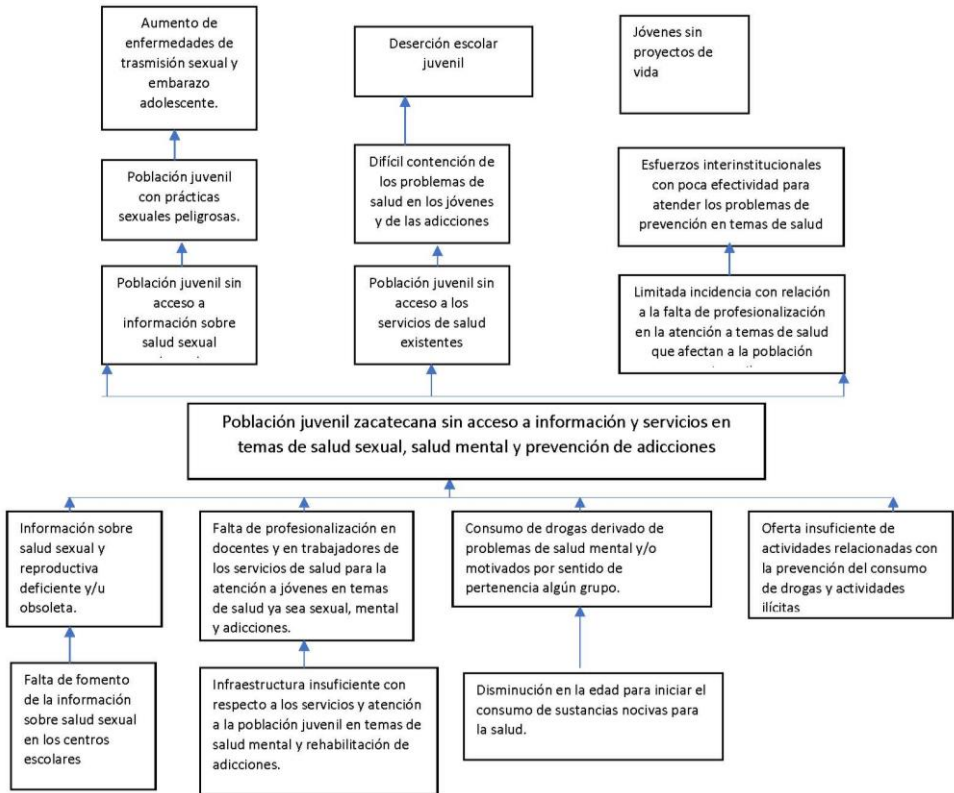 Aumento de
enfermedades de
trasmisión sexual y
embarazo
adolescente.
Deserción escolar
juvenil
Jóvenes sin
proyectos de
vida
Población juvenil
con prácticas
sexuales peligrosas.
Difícil contención de
los problemas de
salud en los jóvenes
y de las adicciones
Esfuerzos interinstitucionales
con poca efectividad para
atender los problemas de
prevención en temas de salud
Población juvenil sin
acceso a
información sobre
salud sexual
Población juvenil sin
acceso a los
servicios de salud
existentes
Limitada incidencia con relación
a la falta de profesionalización
en la atención a temas de salud
que afectan a la población
Población juvenil zacatecana sin acceso a información y servicios en
temas de salud sexual, salud mental y prevención de adicciones
Información sobre
salud sexual y
reproductiva
deficiente y/u
obsoleta.
Falta de profesionalización en
docentes y en trabajadores de
los servicios de salud para la
atención a jóvenes en temas
de salud ya sea sexual, mental
y adicciones.
Consumo de drogas derivado de
problemas de salud mental y/o
motivados por sentido de
pertenencia algún grupo.
Oferta insuficiente de
actividades relacionadas con
la prevención del consumo
de drogas y actividades
ilícitas
Falta de fomento
de la información
sobre salud sexual
en los centros
escolares
Infraestructura insuficiente con
respecto a los servicios y atención
a la población juvenil en temas de
salud mental y rehabilitación de
adicciones.
Disminución en la edad para iniciar el
consumo de sustancias nocivas para
la salud.